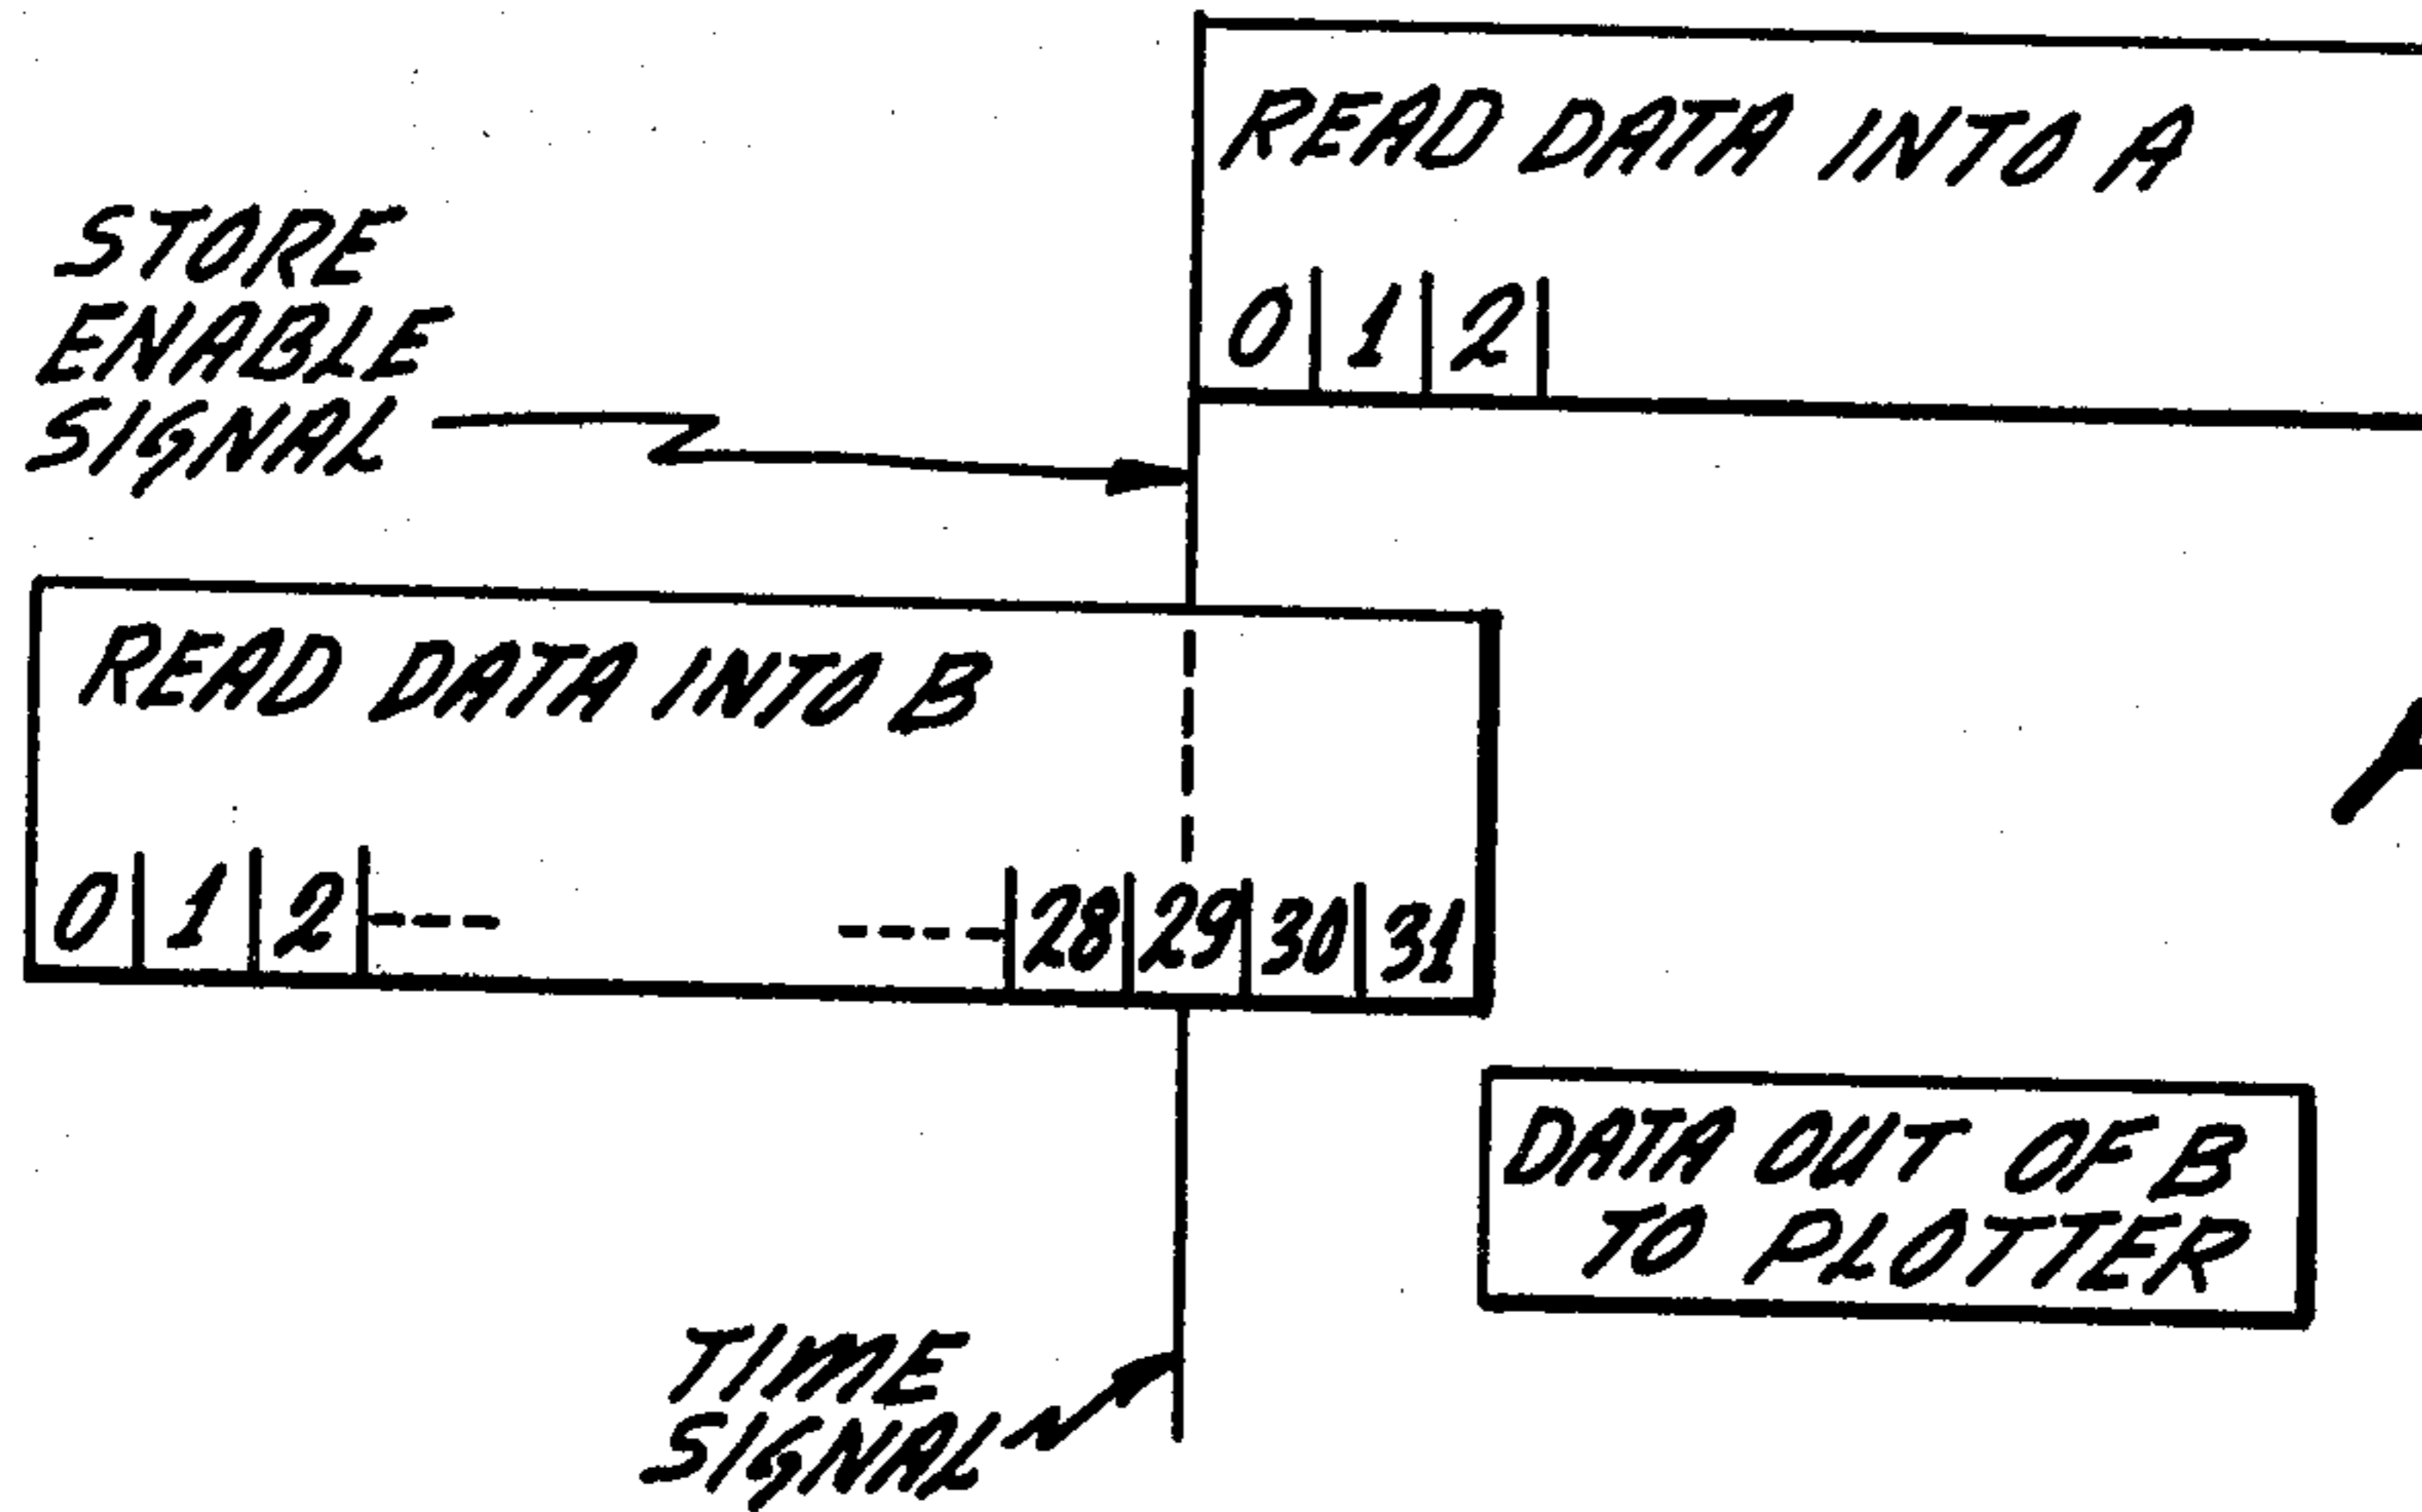 READ DATA INTO A
STORE
ENABLE
SIGNAL
0 1 2
READ DATA INTO B
0 1 2 --- ---- 28 29 30 31
DATA OUT OF B
TO PLOTTER
TIME
SIGNAL